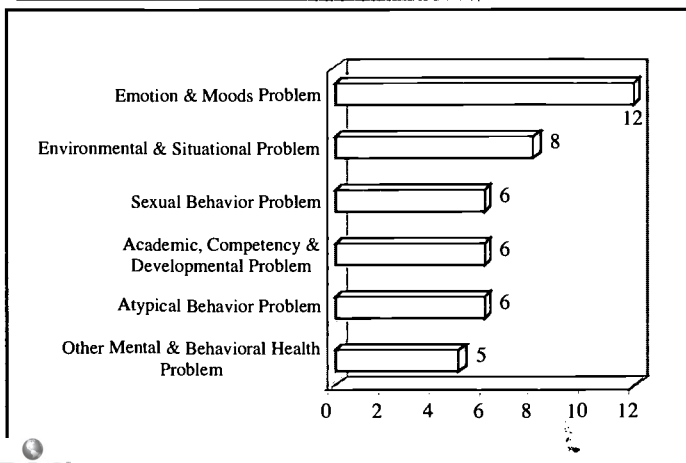 Emotion & Moods Problem
12
Environmental & Situational Problem
8
Sexual Behavior Problem
6
Academic, Competency &
Developmental Problem
6
Atypical Behavior Problem
6
Other Mental & Behavioral Health
Problem
5
0 2 4 6 8 10 12